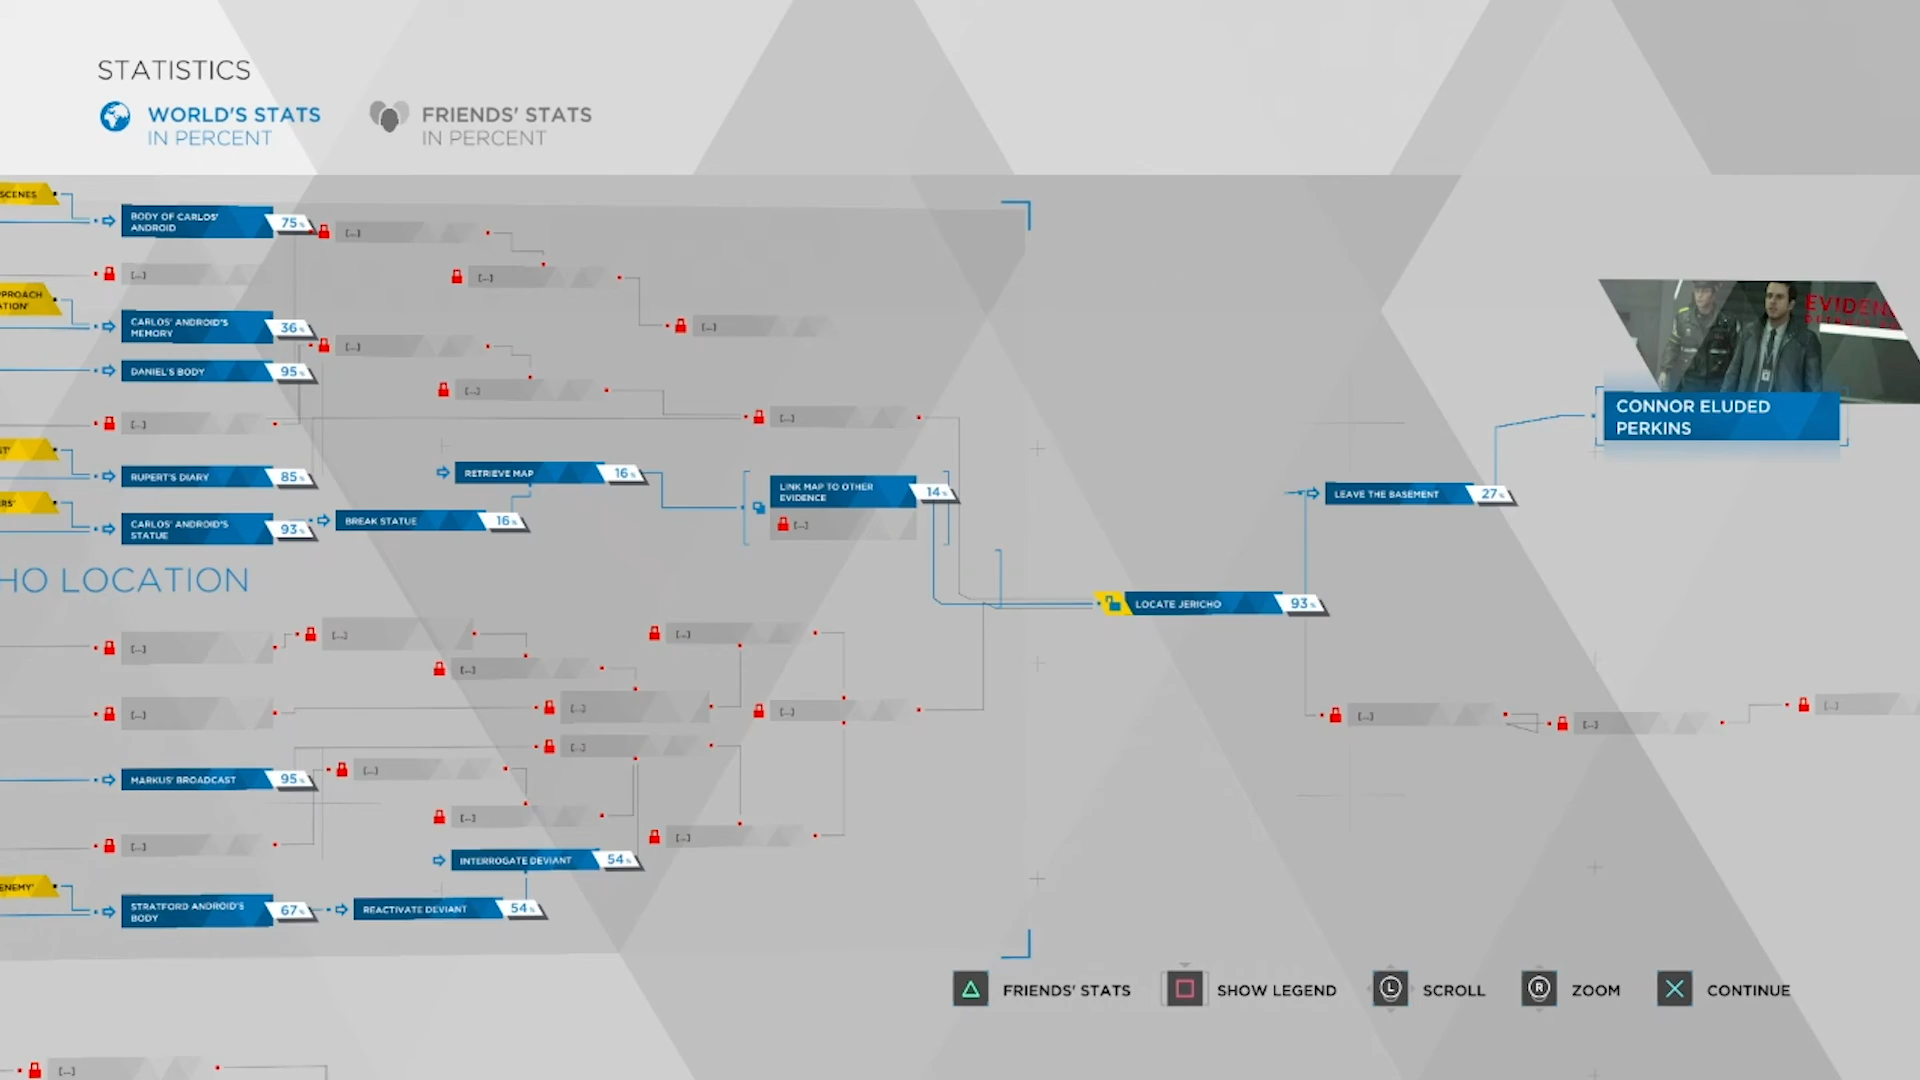 STATISTICS
WORLD'S STATS
IN PERCENT
FRIENDS' STATS
IN PERCENT
SCENES
BODY OF CARLOS'
ANDROID
75%
[...]
[...]
[...]
[...]
CARLOS' ANDROID'S
MEMORY
36%
[...]
DANIEL'S BODY
95%
[...]
[...]
[...]
RUPERT'S DIARY
85%
RETRIEVE MAP
16%
CARLOS' ANDROID'S
STATUE
93%
BREAK STATUE
16%
LINK MAP TO OTHER
EVIDENCE
14%
[...]
LEAVE THE BASEMENT
27%
EVIDEN
CONNOR ELUDED
PERKINS
HO LOCATION
LOCATE JERICHO
93%
[...]
[...]
[...]
[...]
[...]
[...]
[...]
[...]
[...]
[...]
[...]
MARKUS' BROADCAST
95%
[...]
[...]
[...]
[...]
INTERROGATE DEVIANT
54%
ENEMY'
STRATFORD ANDROID'S
BODY
67%
REACTIVATE DEVIANT
54%
FRIENDS' STATS
SHOW LEGEND
L
SCROLL
R
ZOOM
CONTINUE
[...]